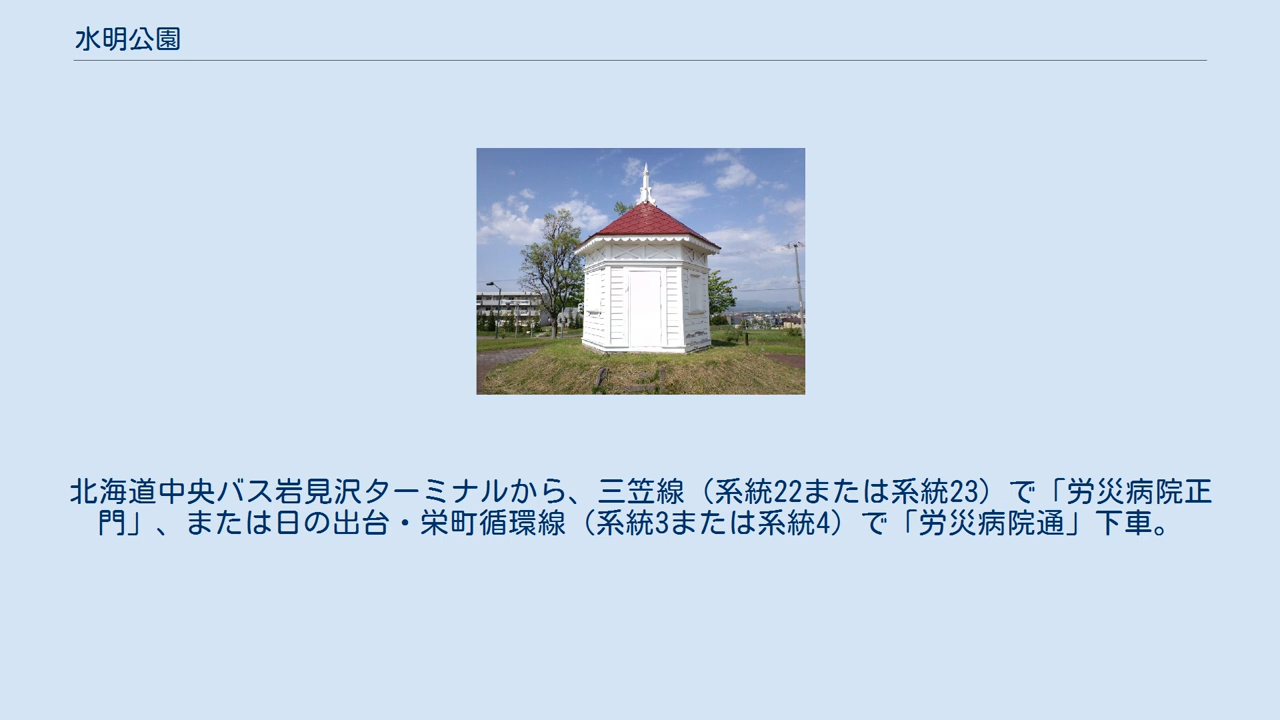 水明公園
北海道中央バス岩見沢ターミナルから、三笠線（系統22または系統23）で「労災病院正
門」、または日の出台・栄町循環線（系統3または系統4）で「労災病院通」下車。